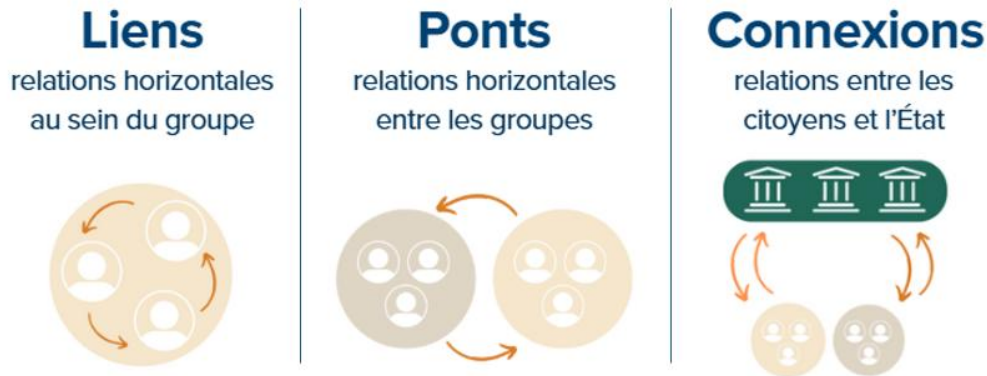 Liens
relations horizontales
au sein du groupe
Ponts
relations horizontales
entre les groupes
Connexions
relations entre les
citoyens et l'État